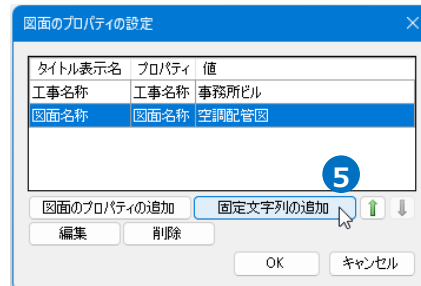 図面のプロパティの設定
タイトル表示名 プロパティ 値
工事名称 工事名称 事務所ビル
図面名称 図面名称 空調配管図
5
図面のプロパティの追加 固定文字列の追加
編集 削除
OK キャンセル